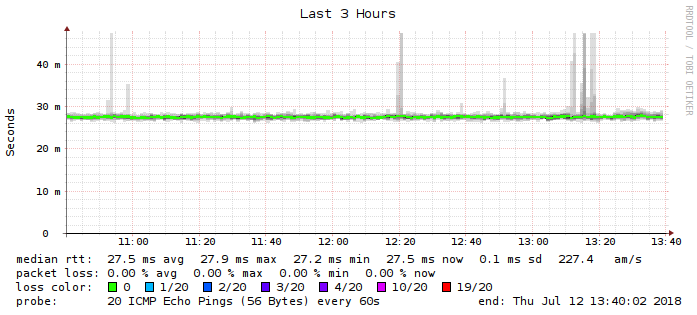 Last 3 Hours
RRDTOOL / TOBI OETIKER
Seconds
40 m
30 m
20 m
10 m
0
11:00 11:20 11:40 12:00 12:20 12:40 13:00 13:20 13:40
median rtt: 27.5 ms avg 27.9 ms max 27.2 ms min 27.5 ms now 0.1 ms sd 227.4 am/s
packet loss: 0.00 % avg 0.00 % max 0.00 % min 0.00 % now
loss color: 0 1/20 2/20 3/20 4/20 10/20 19/20
probe: 20 ICMP Echo Pings (56 Bytes) every 60s end: Thu Jul 12 13:40:02 2018